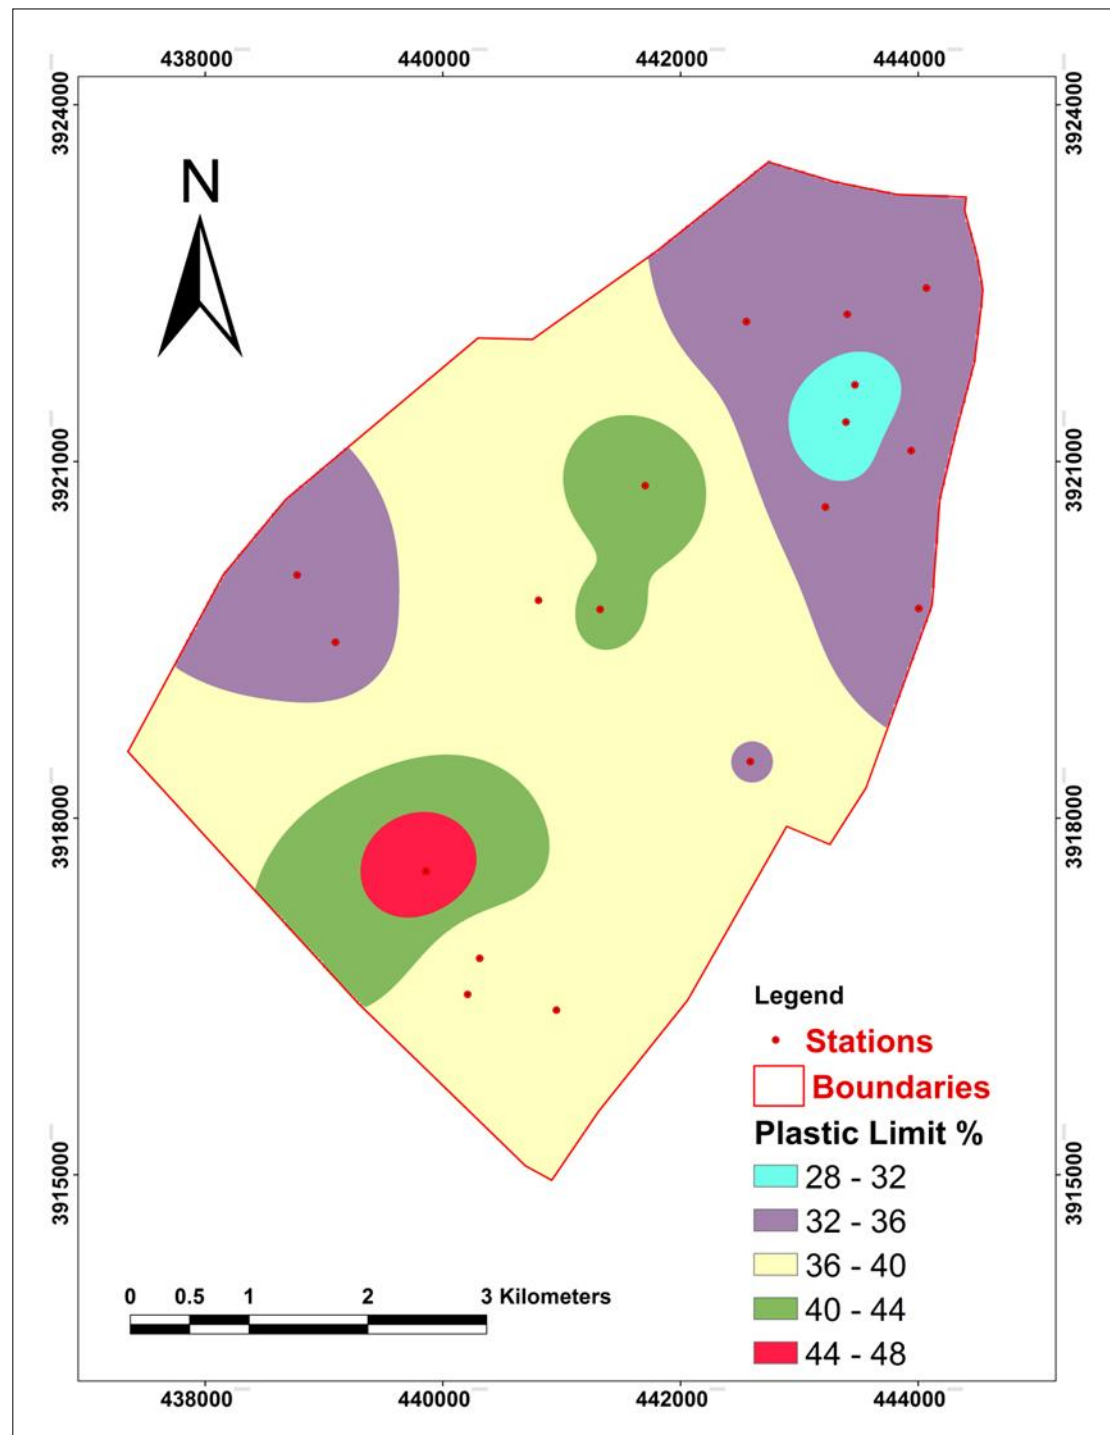 438000 440000 442000 444000
3924000 3924000
N
3921000 3921000
3918000 3918000
Legend
Stations
Boundaries
Plastic Limit %
3915000 3915000
28 - 32
32 - 36
36 - 40
40 - 44
44 - 48
0 0.5 1 2 3 Kilometers
438000 440000 442000 444000